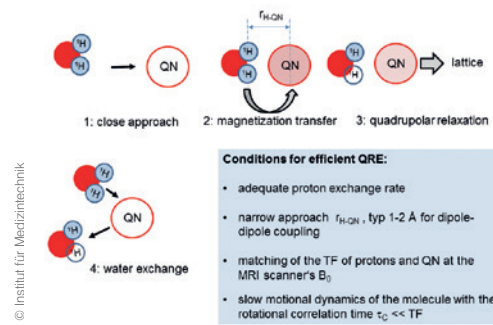 r H-QN
¹H
¹H
QN
¹H
¹H
QN
¹H
H
QN
lattice
1: close approach
2: magnetization transfer
3: quadrupolar relaxation
¹H
¹H
QN
¹H
H
4: water exchange
Conditions for efficient QRE:
• adequate proton exchange rate
• narrow approach r H-QN , typ 1-2 Å for dipole-
dipole coupling
• matching of the TF of protons and QN at the
MRI scanner's B₀
• slow motional dynamics of the molecule with the
rotational correlation time τC << TF
© Institut für Medizintechnik